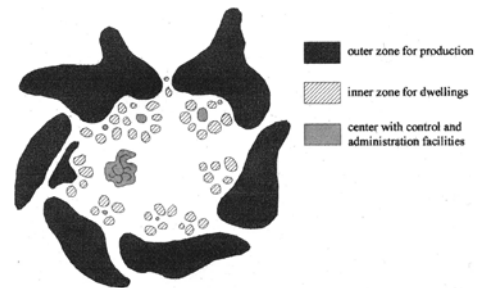 outer zone for production
inner zone for dwellings
center with control and
administration facilities